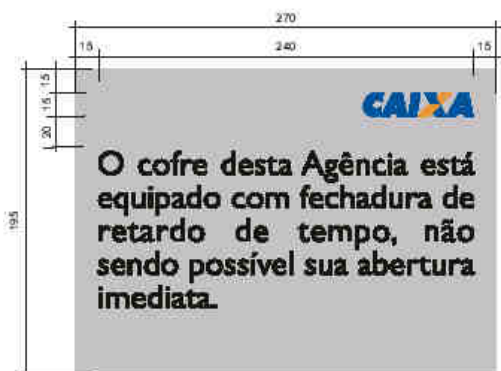 270
15 240 15
15
15
20
195
CAIXA
O cofre desta Agência está
equipado com fechadura de
retardo de tempo, não
sendo possível sua abertura
imediata.